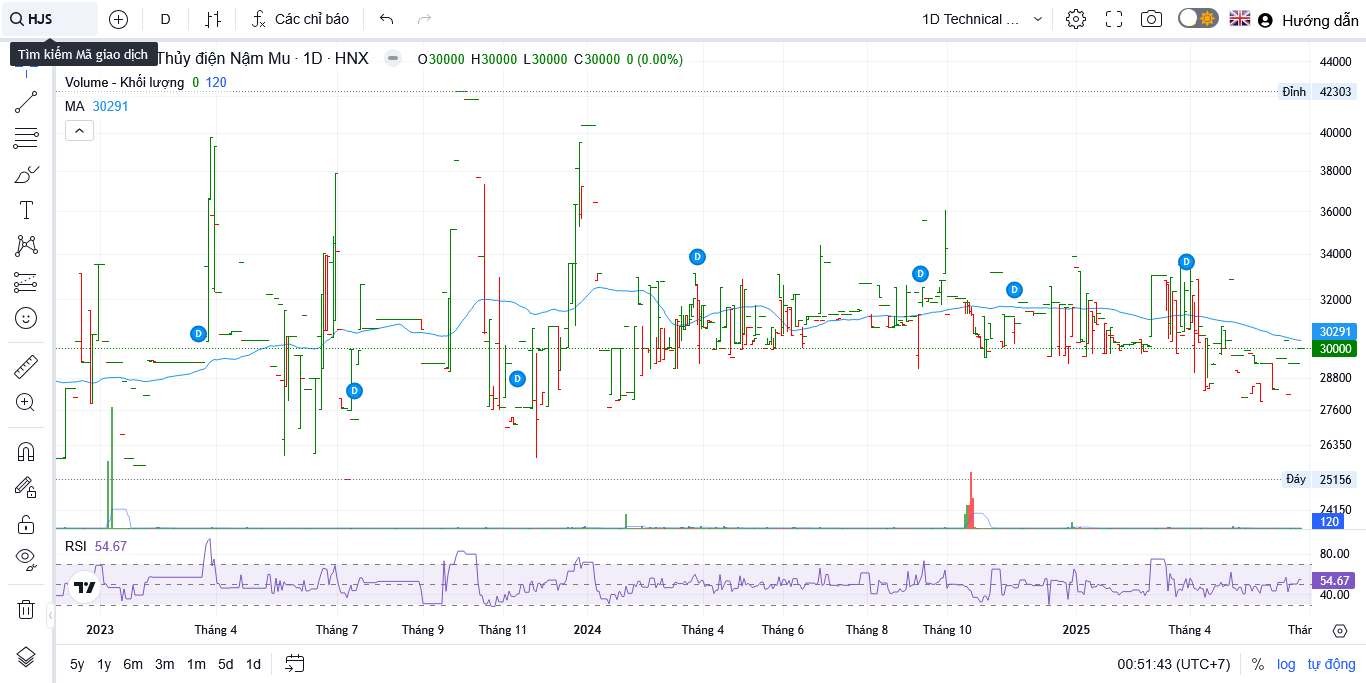 HJS
D
Các chỉ báo
1D Technical ...
Hướng dẫn
Tìm kiếm Mã giao dịch
Thủy điện Nậm Mu · 1D · HNX
O30000 H30000 L30000 C30000 0 (0.00%)
Volume - Khối lượng 0 120
MA 30291
44000
Đỉnh 42303
40000
38000
36000
34000
32000
30291
30000
28800
27600
26350
Đáy 25156
24150
120
D
D
D
D
D
D
D
RSI 54.67
80.00
54.67
40.00
2023
Tháng 4
Tháng 7
Tháng 9
Tháng 11
2024
Tháng 4
Tháng 6
Tháng 8
Tháng 10
2025
Tháng 4
Thár
5y 1y 6m 3m 1m 5d 1d
00:51:43 (UTC+7)
% log tự động